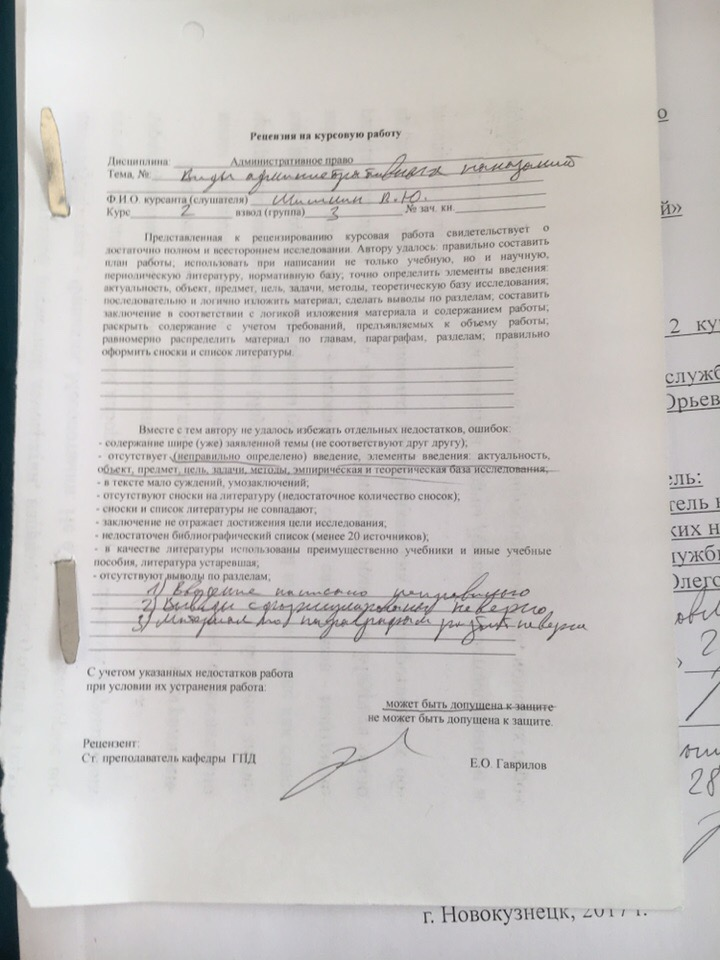 Рецензия на курсовую работу
Дисциплина: Административное право
Тема, № Виды административных наказаний
Ф.И.О. курсанта (слушателя)
Курс 2 взвод (группа) 3 № зач. кн.
Представленная к рецензированию курсовая работа свидетельствует о
достаточно полном и всестороннем исследовании. Автору удалось: правильно составить
план работы; использовать при написании не только учебную, но и научную,
периодическую литературу, нормативную базу; точно определить элементы введения:
актуальность, объект, предмет, цель, задачи, методы, теоретическую базу исследования;
последовательно и логично изложить материал; сделать выводы по разделам; составить
заключение в соответствии с логикой изложения материала и содержанием работы;
раскрыть содержание с учетом требований, предъявляемых к объему работы;
равномерно распределить материал по главам, параграфам, разделам; правильно
оформить сноски и список литературы.
Вместе с тем автору не удалось избежать отдельных недостатков, ошибок:
- содержание шире (уже) заявленной темы (не соответствуют друг другу);
- отсутствует (неправильно определено) введение, элементы введения: актуальность,
объект, предмет, цель, задачи, методы, эмпирическая и теоретическая база исследования;
- в тексте мало суждений, умозаключений;
- отсутствуют сноски на литературу (недостаточное количество сносок);
- сноски и список литературы не совпадают;
- заключение не отражает достижения цели исследования;
- недостаточен библиографический список (менее 20 источников);
- в качестве литературы использованы преимущественно учебники и иные учебные
пособия, литература устаревшая;
- отсутствуют выводы по разделам;
1) Введение написано неправильно
2) Выводы сформулированы неверно
3) Материал по параграфам разбит неверно
С учетом указанных недостатков работа
при условии их устранения работа:
может быть допущена к защите
не может быть допущена к защите.
Рецензент:
Ст. преподаватель кафедры ГПД
Е.О. Гаврилов
о
й»
2 кур
служб
Орьев
ель:
тель к
ких н
лужбы
Олего
2
28
г. Новокузнецк, 2017 г.